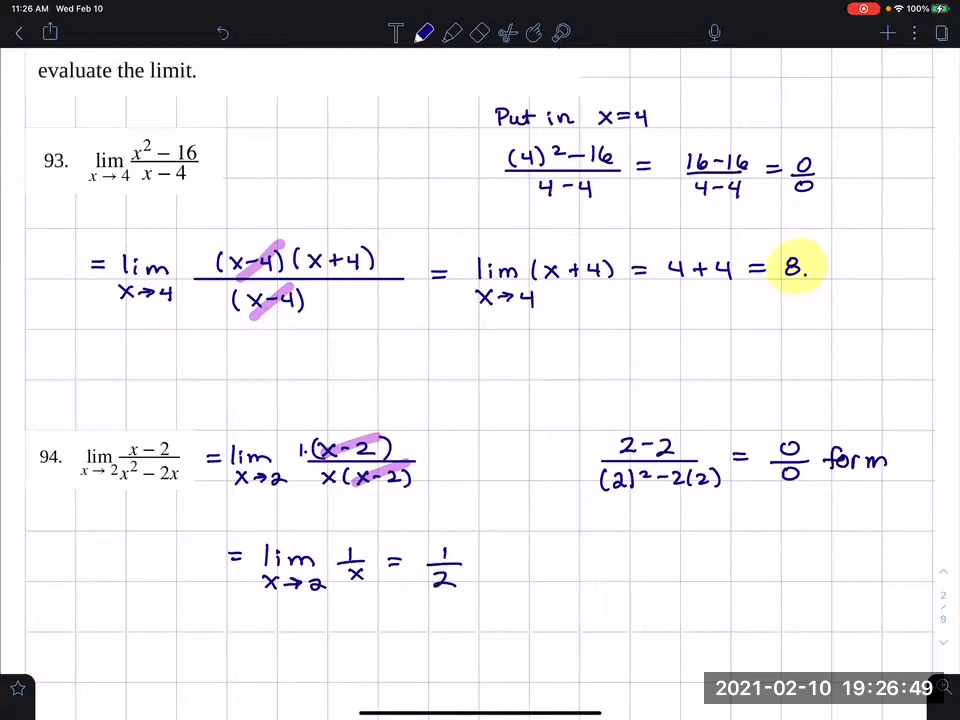 11:26 AM Wed Feb 10
100%
evaluate the limit.
Put in x=4
93. lim x→4 (x² − 16)/(x − 4)
((4)² − 16)/(4 − 4) = (16 − 16)/(4 − 4) = 0/0
= lim x→4 ((x−4)(x+4))/((x−4)) = lim x→4 (x+4) = 4+4 = 8.
94. lim x→2 (x − 2)/(x² − 2x) = lim x→2 (1·(x−2))/(x(x−2))
(2−2)/((2)²−2(2)) = 0/0 form
= lim x→2 1/x = 1/2
2
/
9
2021-02-10 19:26:49